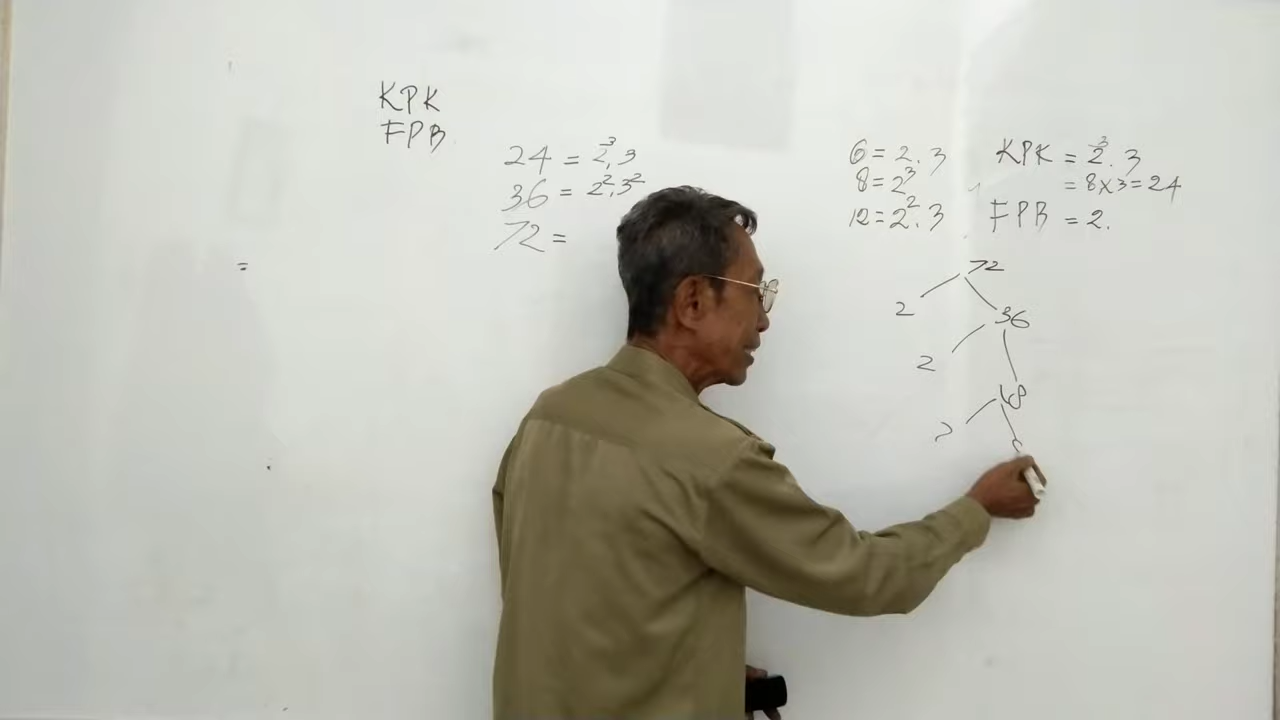 KPK
FPB
24 = 2³.3
36 = 2².3²
72 =
=
6 = 2.3
8 = 2³
12 = 2².3
KPK = 2³.3
= 8x3=24
FPB = 2.
72
2 36
2 18
2